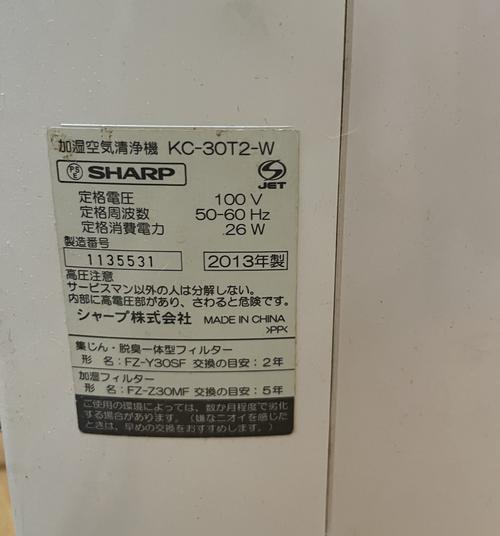 加湿空気清浄機 KC-30T2-W
PSE SHARP S JET
定格電圧 100 V
定格周波数 50-60 Hz
定格消費電力 26 W
製造番号
1135531 2013年製
高圧注意
サービスマン以外の人は分解しない。
内部に高電圧部があり、さわると危険です。
シャープ株式会社 MADE IN CHINA
>PP<
集じん・脱臭一体型フィルター
形 名：FZ-Y30SF 交換の目安：2年
加湿フィルター
形 名：FZ-Z30MF 交換の目安：5年
ご使用の環境によっては、数か月程度で劣化
する場合があります。（嫌なニオイを感じた
ときは、早めの交換をおすすめします。）